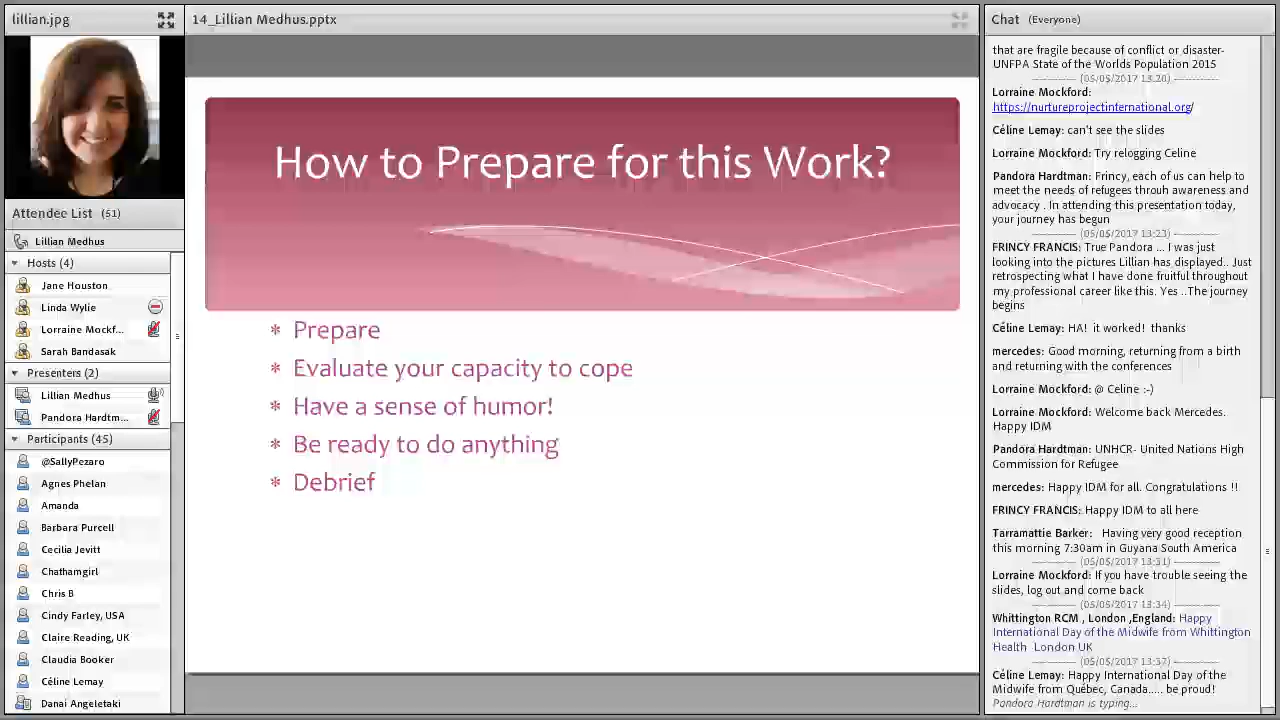 lillian.jpg
Attendee List (51)
Lillian Medhus
Hosts (4)
Jane Houston
Linda Wylie
Lorraine Mockf...
Sarah Bandasak
Presenters (2)
Lillian Medhus
Pandora Hardtm...
Participants (45)
@SallyPezaro
Agnes Phelan
Amanda
Barbara Purcell
Cecilia Jevitt
Chathamgirl
Chris B
Cindy Farley, USA
Claire Reading, UK
Claudia Booker
Céline Lemay
Danai Angeletaki
14_Lillian Medhus.pptx
How to Prepare for this Work?
* Prepare
* Evaluate your capacity to cope
* Have a sense of humor!
* Be ready to do anything
* Debrief
Chat (Everyone)
that are fragile because of conflict or disaster-
UNFPA State of the Worlds Population 2015
(05/05/2017 13:20)
Lorraine Mockford:
https://nurtureprojectinternational.org/
Céline Lemay: can't see the slides
Lorraine Mockford: Try relogging Celine
Pandora Hardtman: Frincy, each of us can help to
meet the needs of refugees throuh awareness and
advocacy . In attending this presentation today,
your journey has begun
(05/05/2017 13:23)
FRINCY FRANCIS: True Pandora ... I was just
looking into the pictures Lillian has displayed.. Just
retrospecting what I have done fruitful throughout
my professional career like this. Yes ..The journey
begins
Céline Lemay: HA! it worked! thanks
mercedes: Good morning, returning from a birth
and returning with the conferences
Lorraine Mockford: @ Celine :-)
Lorraine Mockford: Welcome back Mercedes.
Happy IDM
Pandora Hardtman: UNHCR- United Nations High
Commission for Refugee
mercedes: Happy IDM for all. Congratulations !!
FRINCY FRANCIS: Happy IDM to all here
Tarramattie Barker: Having very good reception
this morning 7:30am in Guyana South America
(05/05/2017 13:31)
Lorraine Mockford: If you have trouble seeing the
slides, log out and come back
(05/05/2017 13:34)
Whittington RCM , London ,England: Happy
International Day of the Midwife from Whittington
Health London UK
(05/05/2017 13:37)
Céline Lemay: Happy International Day of the
Midwife from Québec, Canada..... be proud!
Pandora Hardtman is typing...